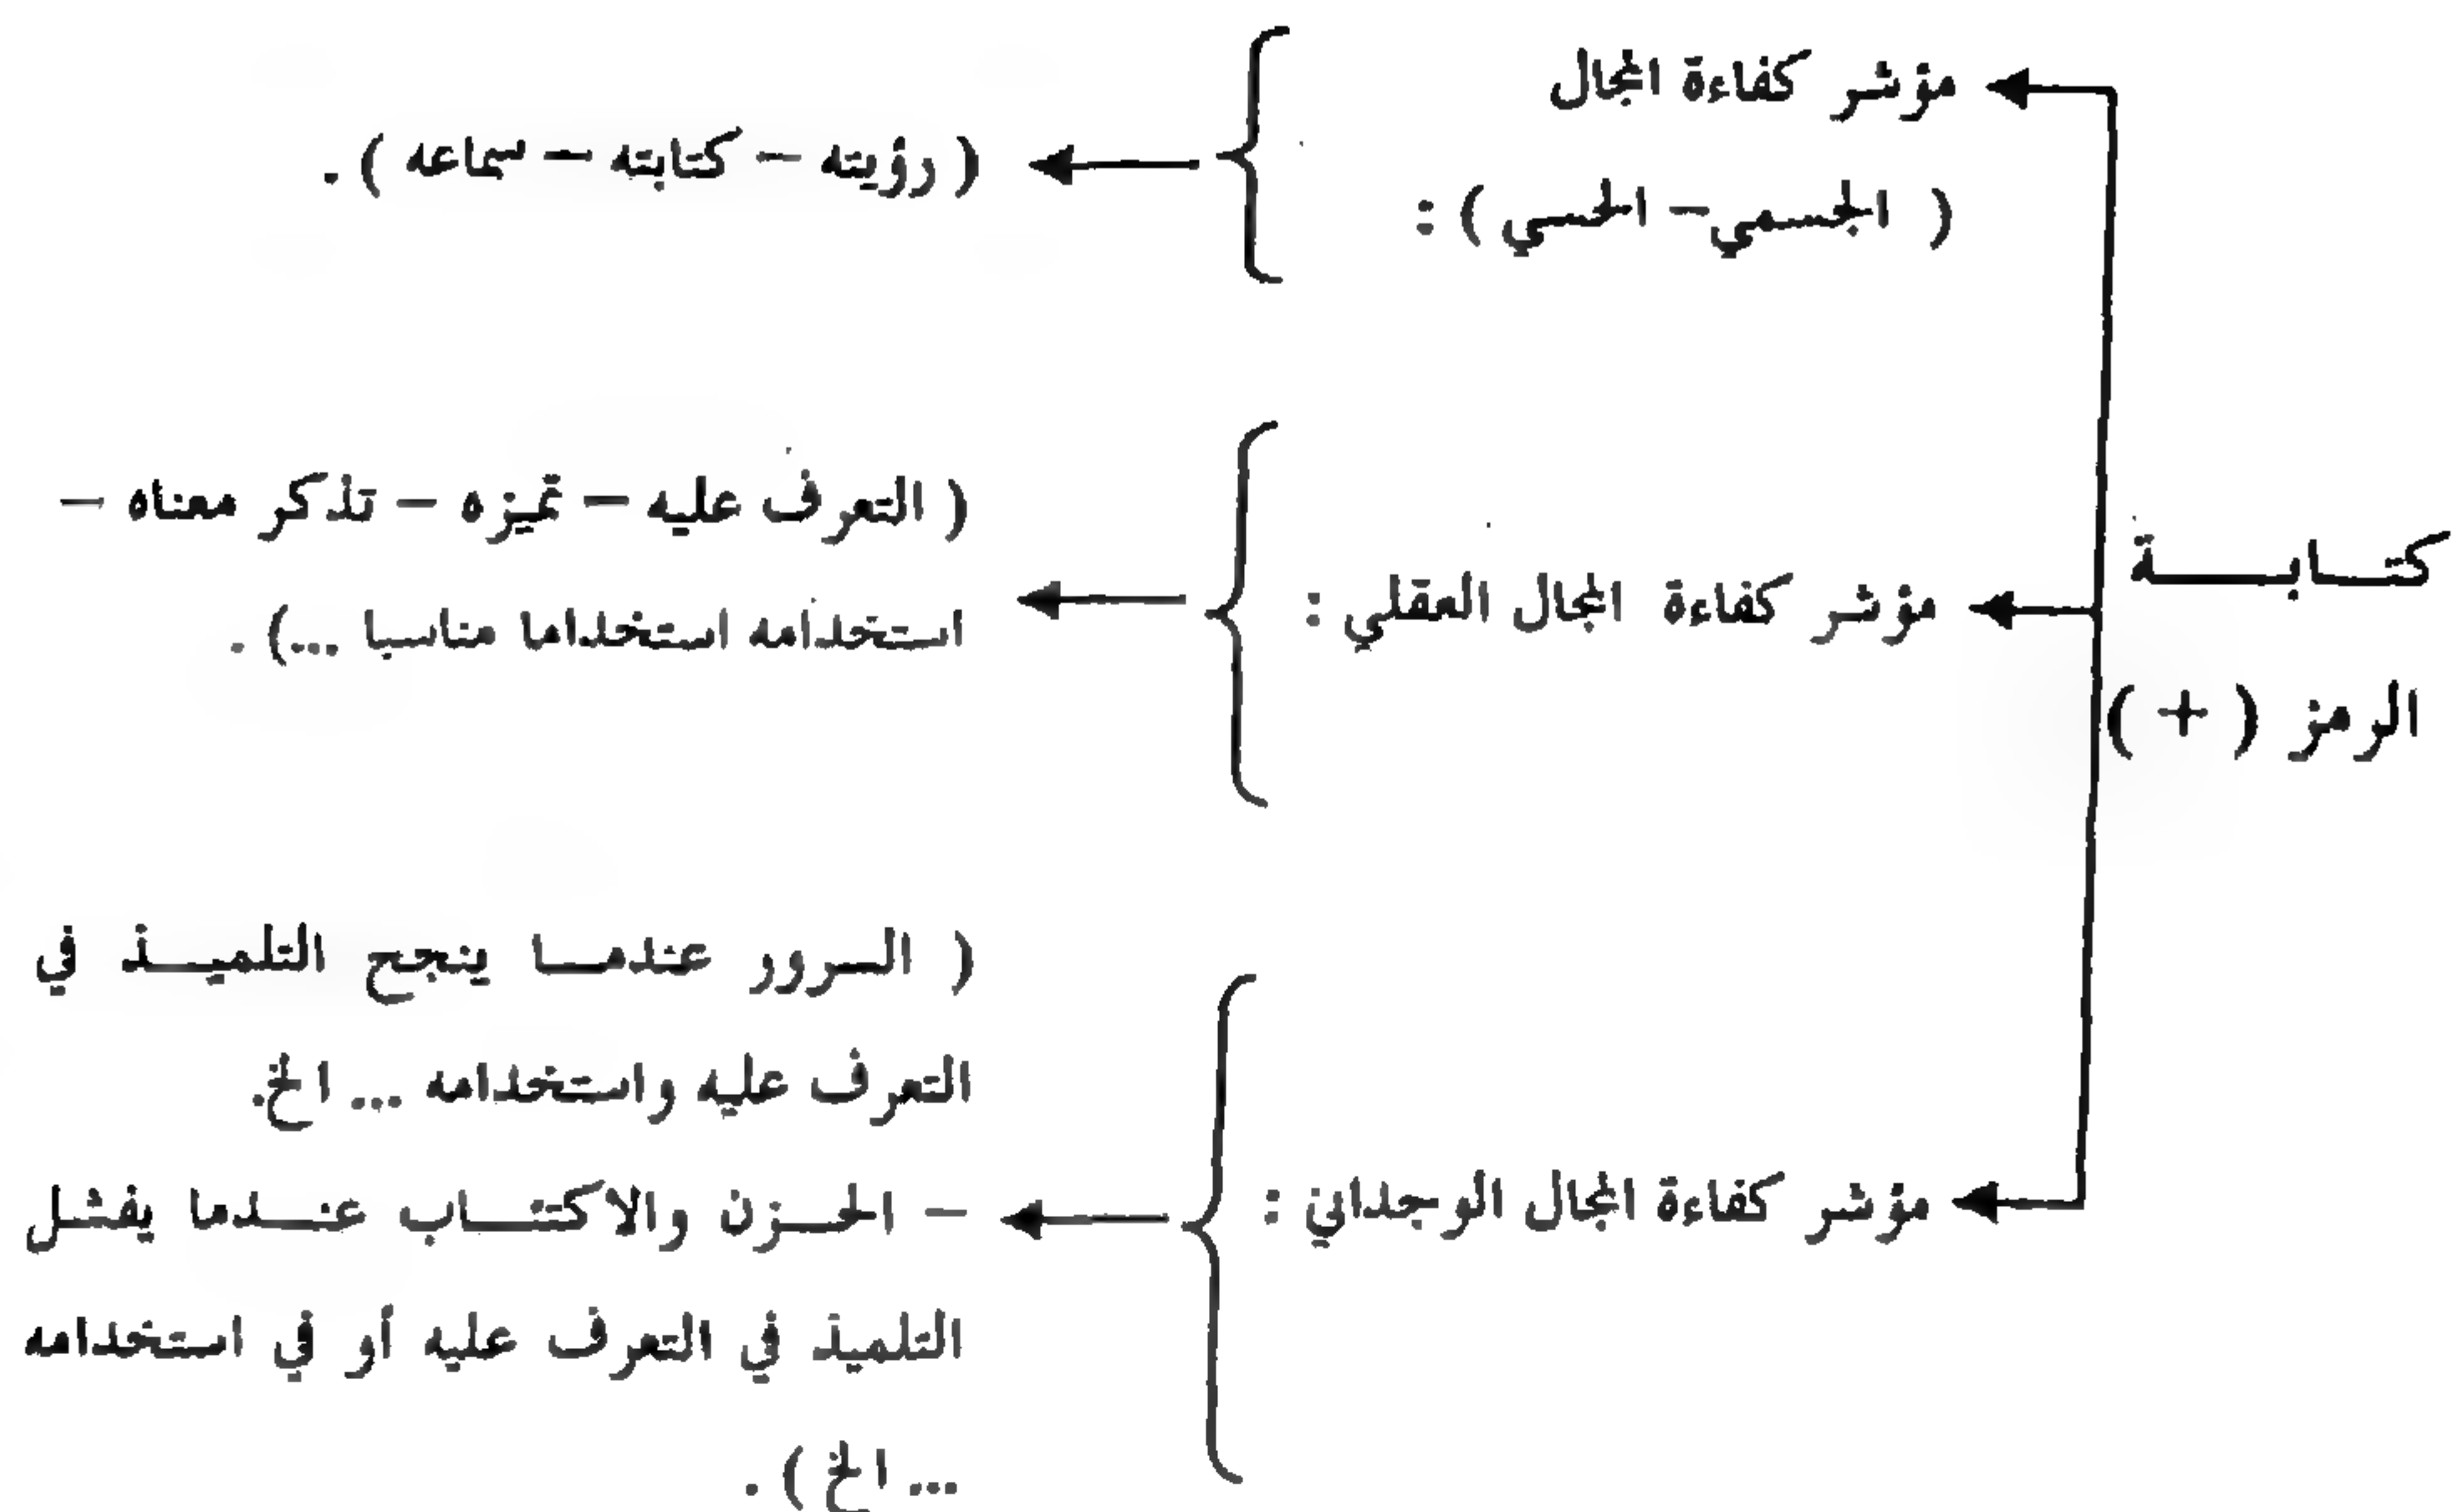 كتابة
الرمز ( + )
مؤشر كفاءة المجال
( الجسمي – الحسي ) :
( رؤيته – كتابته – سماعه ) .
مؤشر كفاءة المجال العقلي :
( التعرف عليه – تميزه – تذكر معناه –
استخدامه استخداما مناسبا ...) .
مؤشر كفاءة المجال الوجداني :
( السرور عندما ينجح التلميذ في
التعرف عليه واستخدامه ... الخ.
– الحزن والاكتئاب عندما يفشل
التلميذ في التعرف عليه أو في استخدامه
... الخ ) .